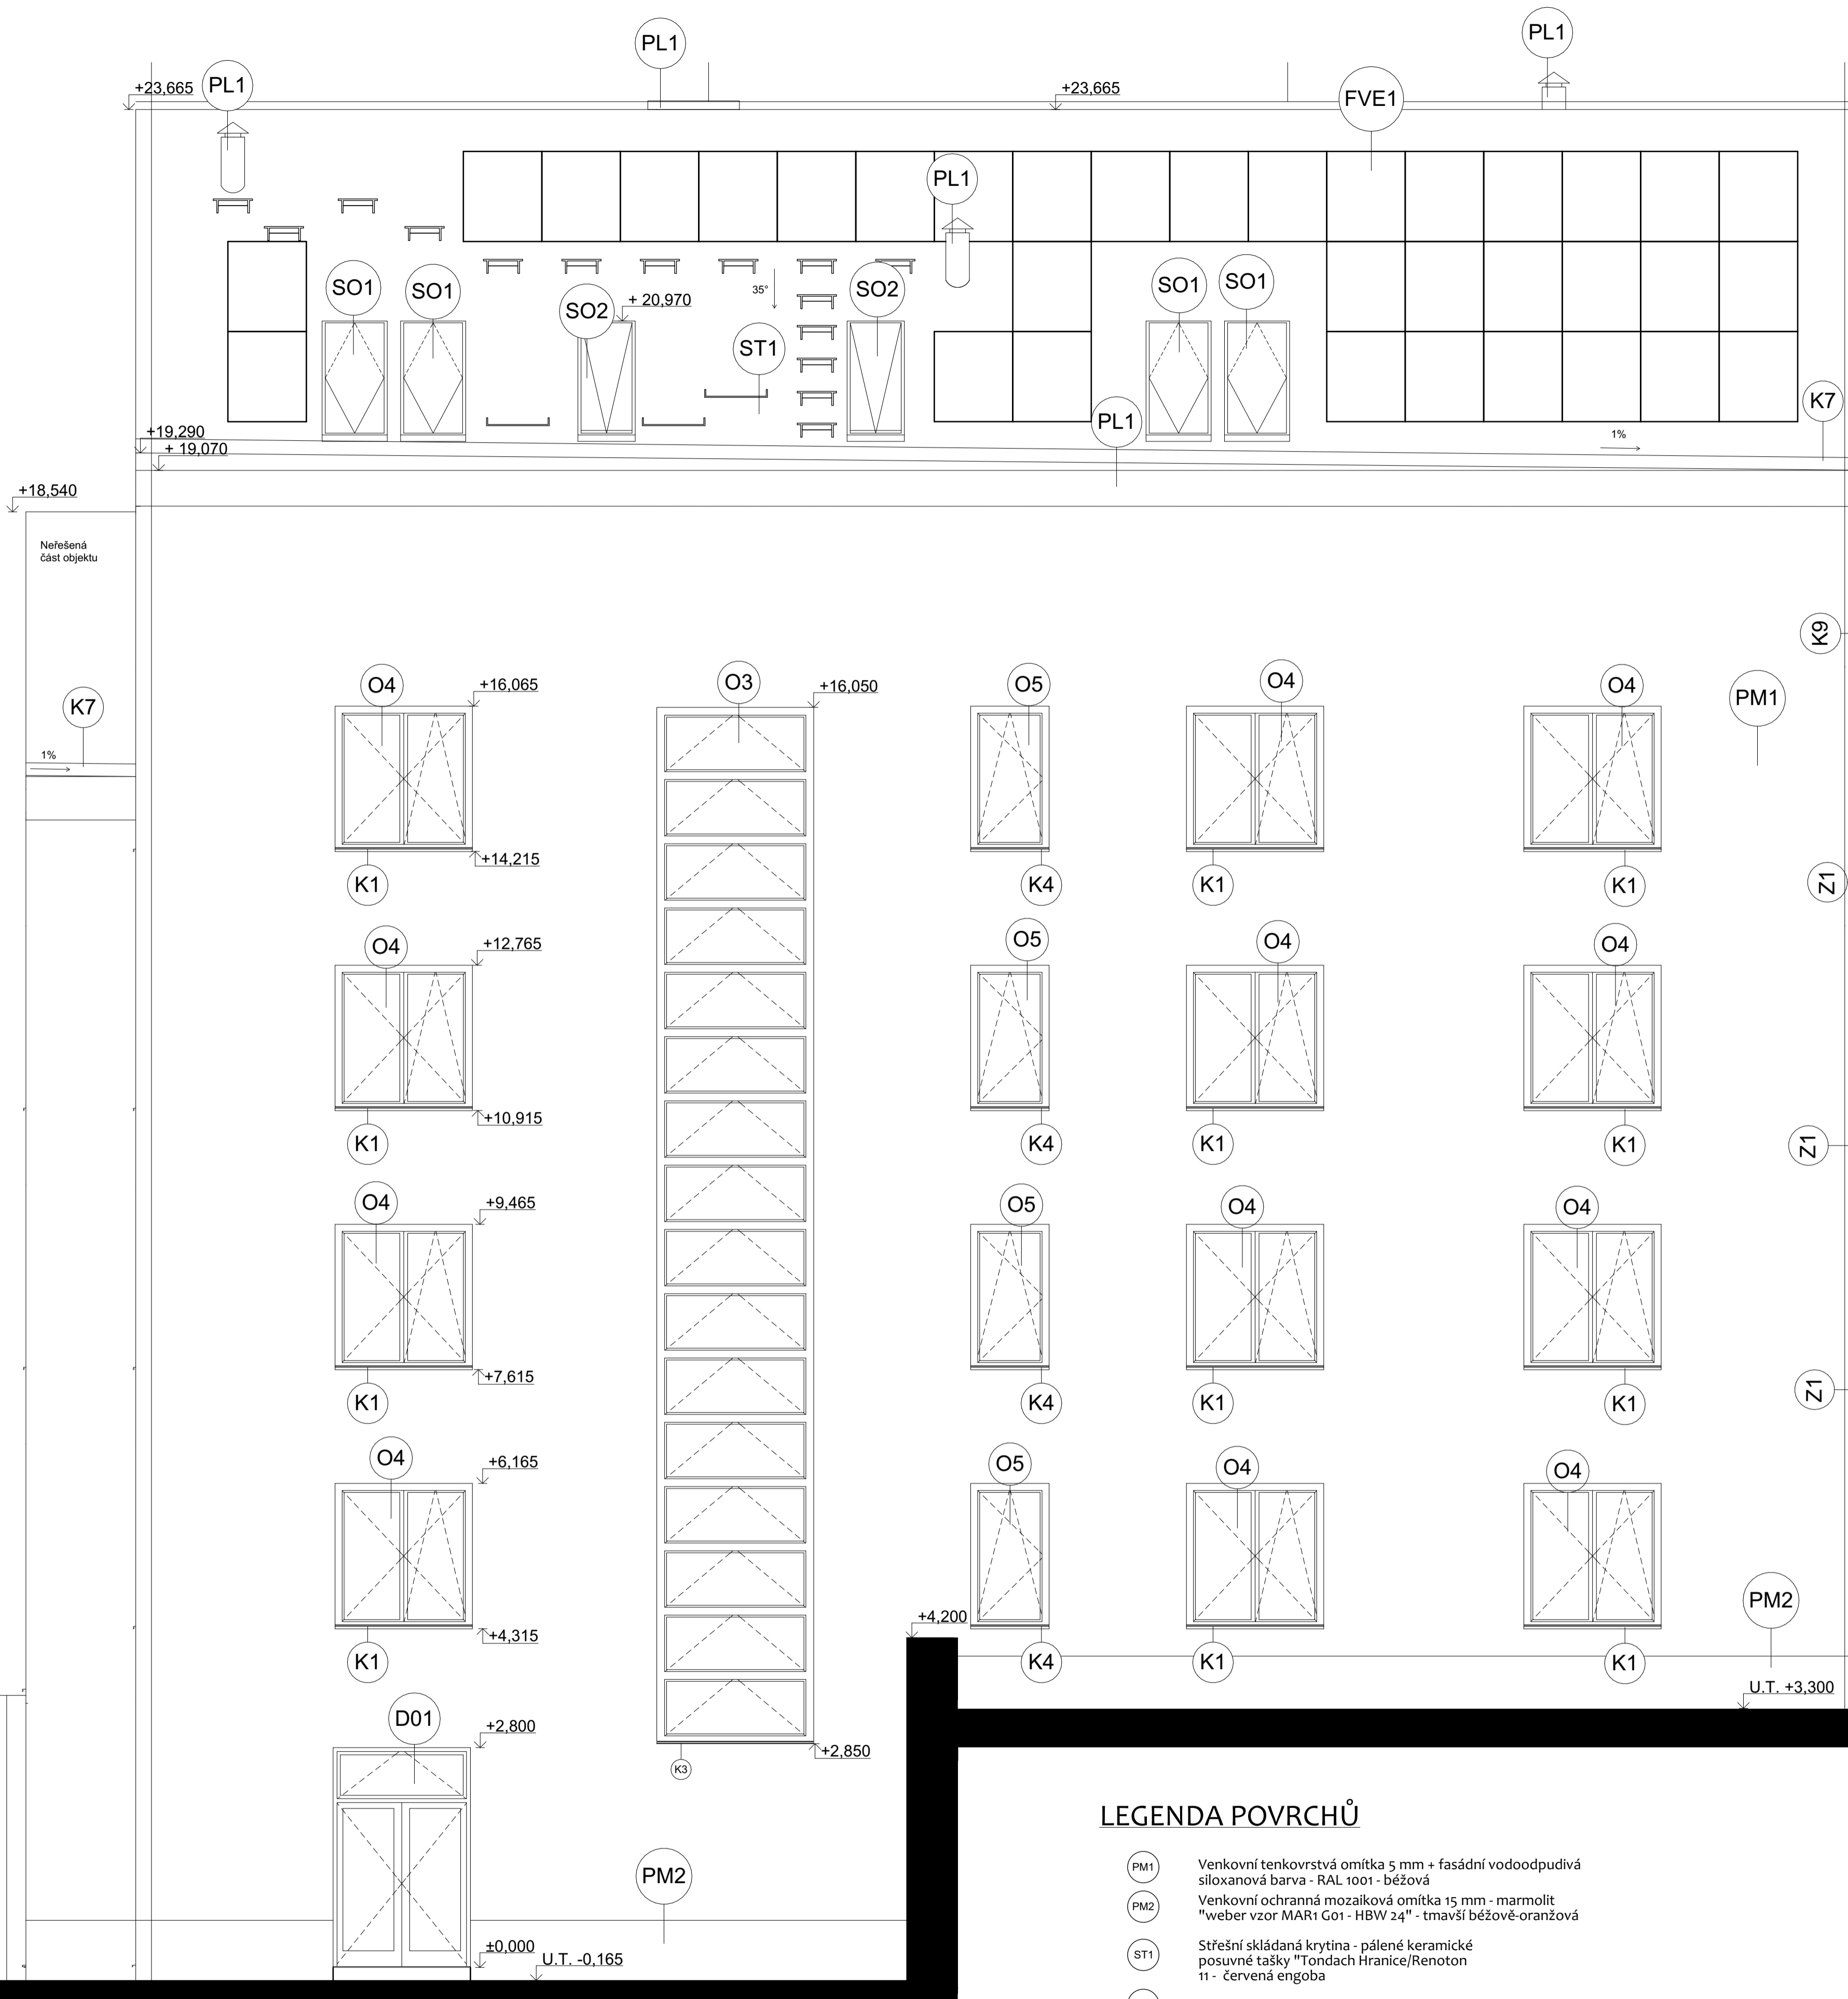 PL1
PL1
PL1
+23,665
+23,665
FVE1
PL1
SO1
SO1
SO2
+ 20,970
35°
SO2
SO1
SO1
ST1
K7
PL1
+19,290
+ 19,070
1%
+18,540
Neřešená
část objektu
K9
O4
+16,065
O3
+16,050
O5
O4
O4
PM1
K7
1%
+14,215
K1
K4
K1
K1
Z1
O4
+12,765
O5
O4
O4
+10,915
K1
K4
K1
K1
Z1
O4
+9,465
O5
O4
O4
+7,615
K1
K4
K1
K1
Z1
O4
+6,165
O5
O4
O4
+4,200
PM2
+4,315
K1
K4
K1
K1
U.T. +3,300
D01
+2,800
+2,850
K3
LEGENDA POVRCHŮ
PM1 Venkovní tenkovrstvá omítka 5 mm + fasádní vodoodpudivá
siloxanová barva - RAL 1001 - béžová
PM2 Venkovní ochranná mozaiková omítka 15 mm - marmolit
"weber vzor MAR1 G01 - HBW 24" - tmavší béžově-oranžová
PM2
ST1 Střešní skládaná krytina - pálené keramické
posuvné tašky "Tondach Hranice/Renoton
11 - červená engoba
±0,000
U.T. -0,165